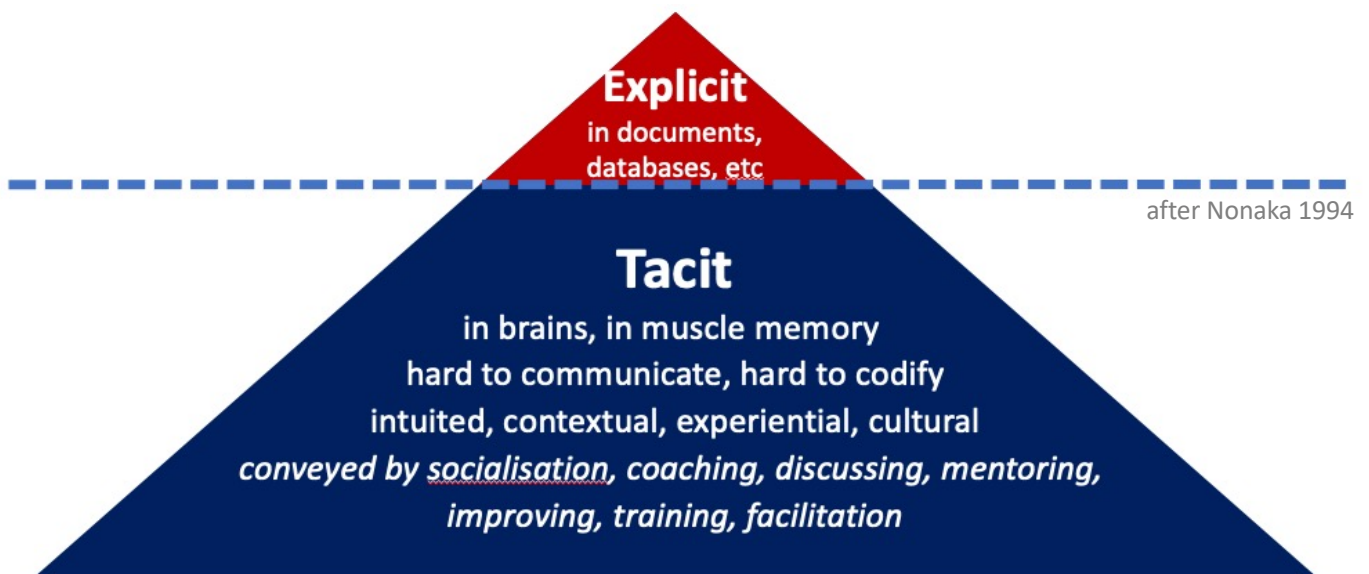 Explicit
in documents,
databases, etc
after Nonaka 1994
Tacit
in brains, in muscle memory
hard to communicate, hard to codify
intuited, contextual, experiential, cultural
conveyed by socialisation, coaching, discussing, mentoring,
improving, training, facilitation